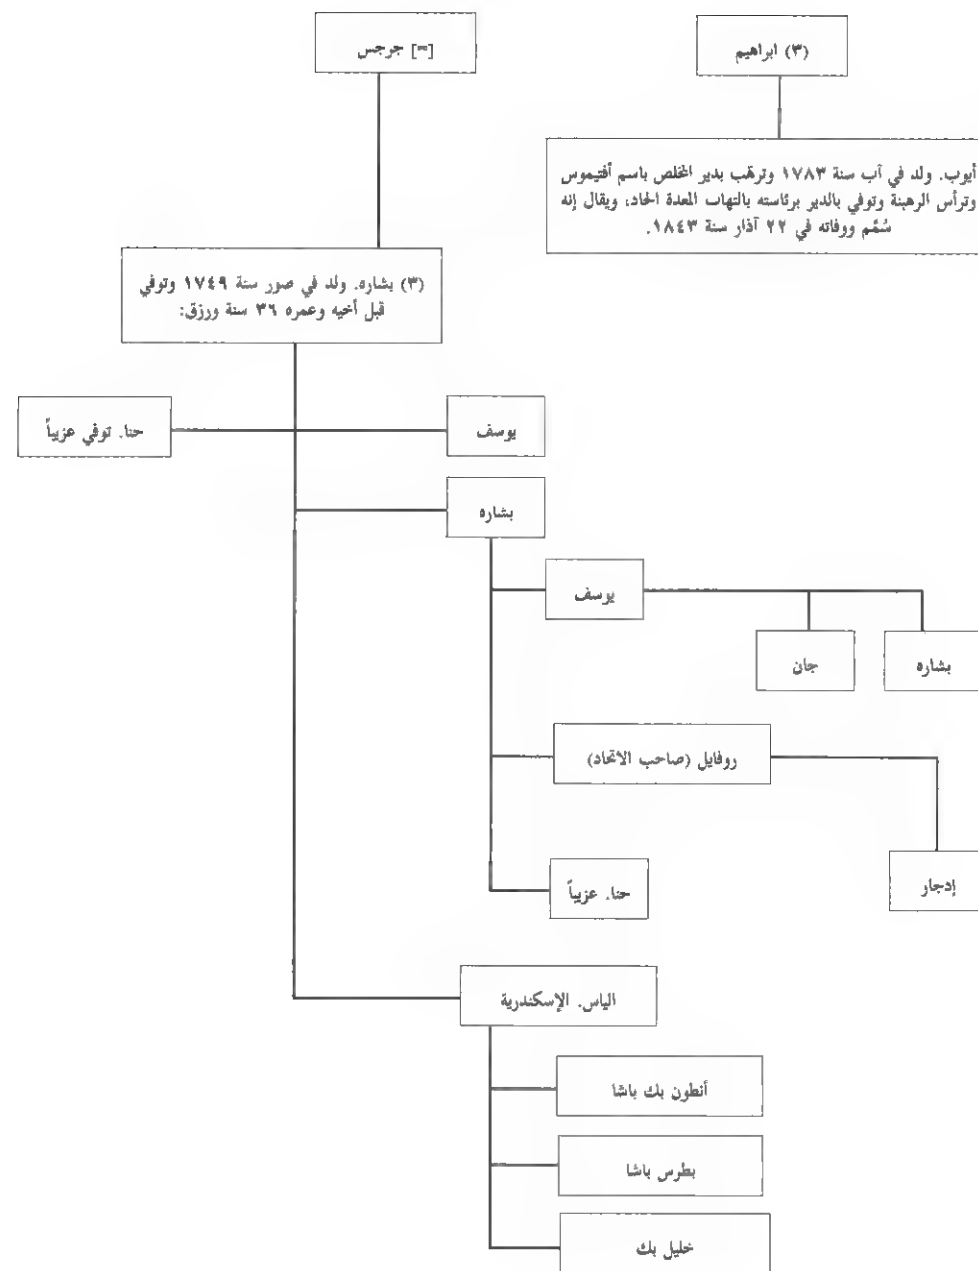 (٣) ابراهيم
[=] جرجس
أيوب. ولد في آب سنة ١٧٨٣ وترهّب بدير المخلص باسم أفتيموس
وترأس الرهبنة وتوفي بالدير برئاسته بالتهاب المعدة الحاد، ويقال إنه
سُمّم ووفاته في ٢٢ آذار سنة ١٨٤٣.
(٣) بشاره. ولد في صور سنة ١٧٤٩ وتوفي
قبل أخيه وعمره ٣٦ سنة ورزق:
يوسف
حنا. توفي عزيباً
بشاره
يوسف
بشاره
جان
روفايل (صاحب الاتحاد)
إدجار
حنا. عزيباً
الياس. الإسكندرية
أنطون بك باشا
بطرس باشا
خليل بك